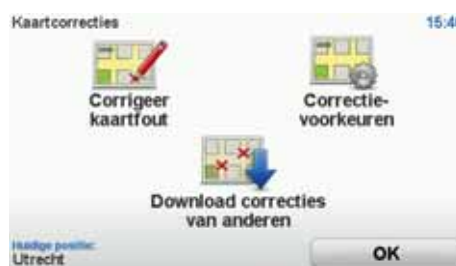 Kaartcorrecties
15:4
Corrigeer
kaartfout
Correctie-
voorkeuren
Download correcties
van anderen
Huidige positie:
Utrecht
OK